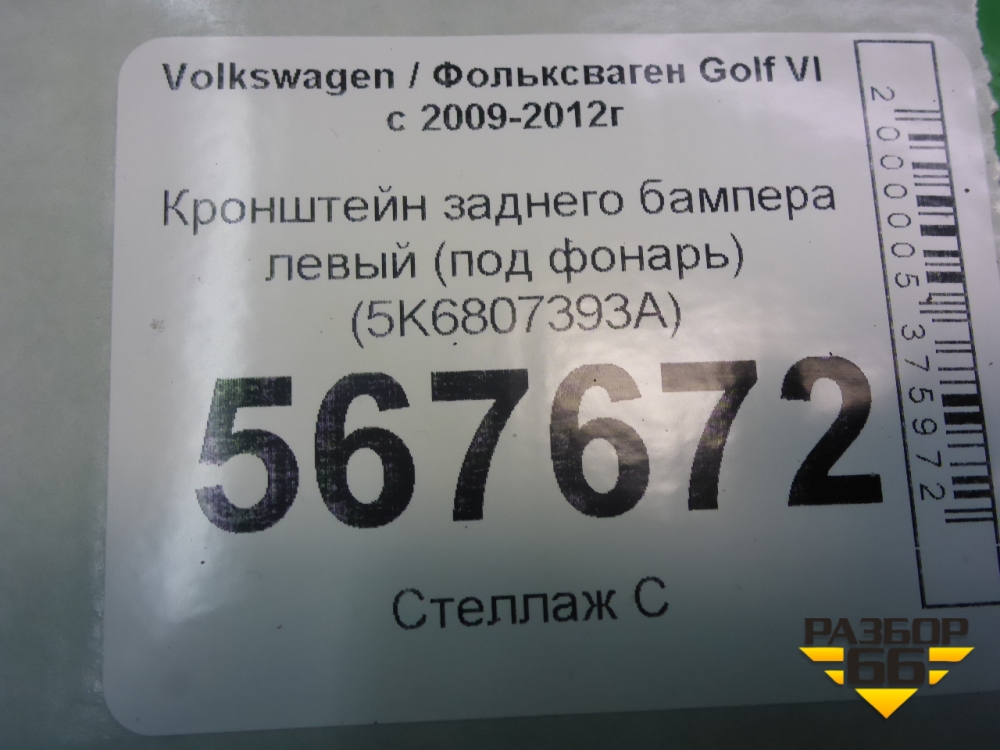 Volkswagen / Фольксваген Golf VI
с 2009-2012г
Кронштейн заднего бампера
левый (под фонарь)
(5K6807393A)
567672
Стеллаж С
2000005375972
РАЗБОР
66